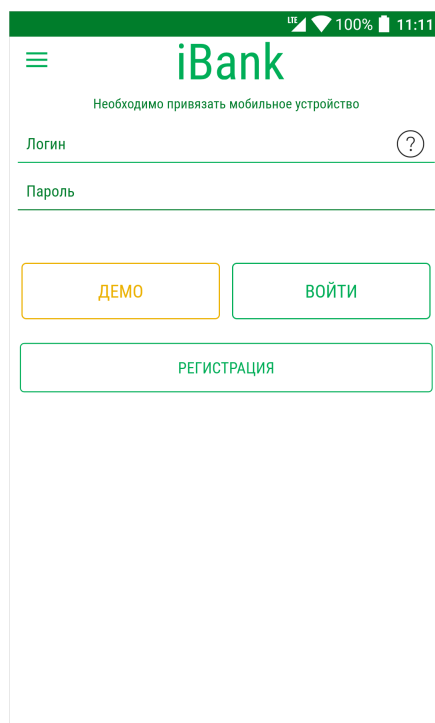 LTE 100% 11:11
iBank
Необходимо привязать мобильное устройство
Логин ?
Пароль
ДЕМО ВОЙТИ
РЕГИСТРАЦИЯ